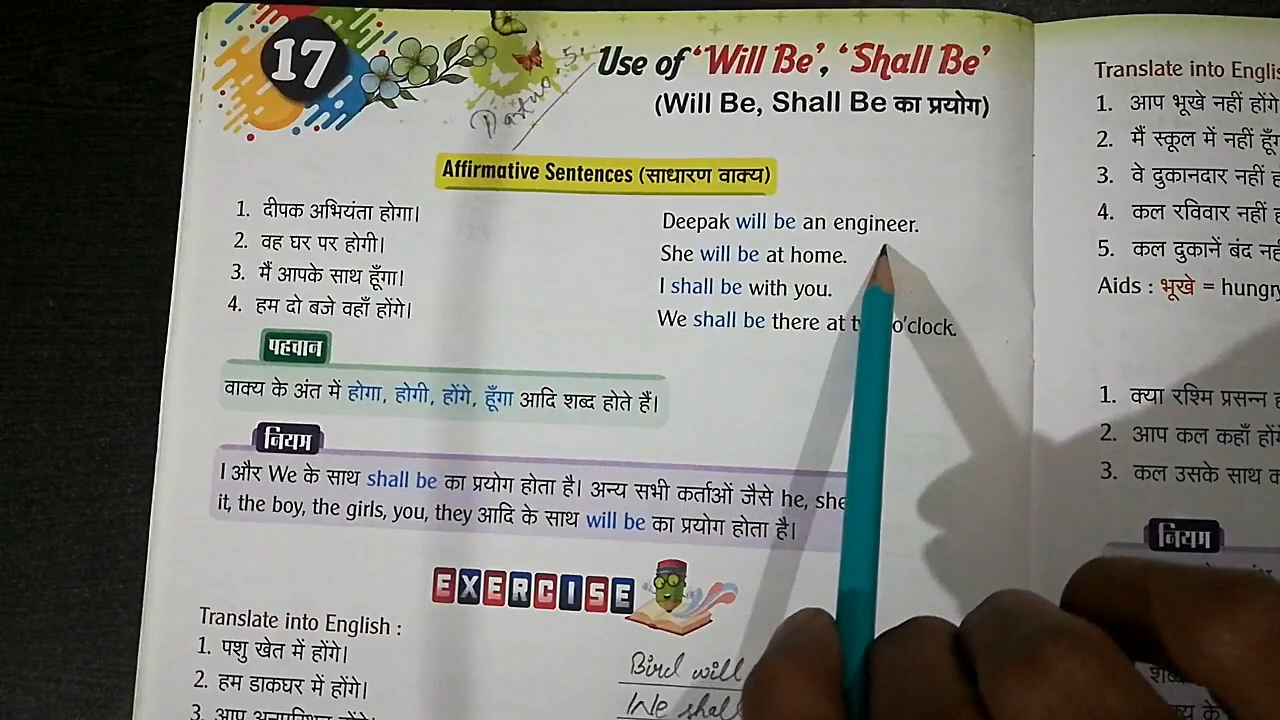 17
Use of 'Will Be', 'Shall Be'
(Will Be, Shall Be का प्रयोग)
Affirmative Sentences (साधारण वाक्य)
1. दीपक अभियंता होगा। Deepak will be an engineer.
2. वह घर पर होगी। She will be at home.
3. मैं आपके साथ हूँगा। I shall be with you.
4. हम दो बजे वहाँ होंगे। We shall be there at o'clock.
पहचान
वाक्य के अंत में होगा, होगी, होंगे, हूँगा आदि शब्द होते हैं।
नियम
I और We के साथ shall be का प्रयोग होता है। अन्य सभी कर्ताओं जैसे he, she
it, the boy, the girls, you, they आदि के साथ will be का प्रयोग होता है।
EXERCISE
Translate into English :
1. पशु खेत में होंगे। Bird will
2. हम डाकघर में होंगे। We shall
3. आप
Translate into
1. आप भूखे नहीं होंगे
2. मैं स्कूल में नहीं
3. वे दुकानदार नहीं
4. कल रविवार नहीं
5. कल दुकानें बंद
Aids : भूखे = hungry
1. क्या रश्मि प्रसन्न
2. आप कल कहाँ
3. कल उसके साथ
नियम